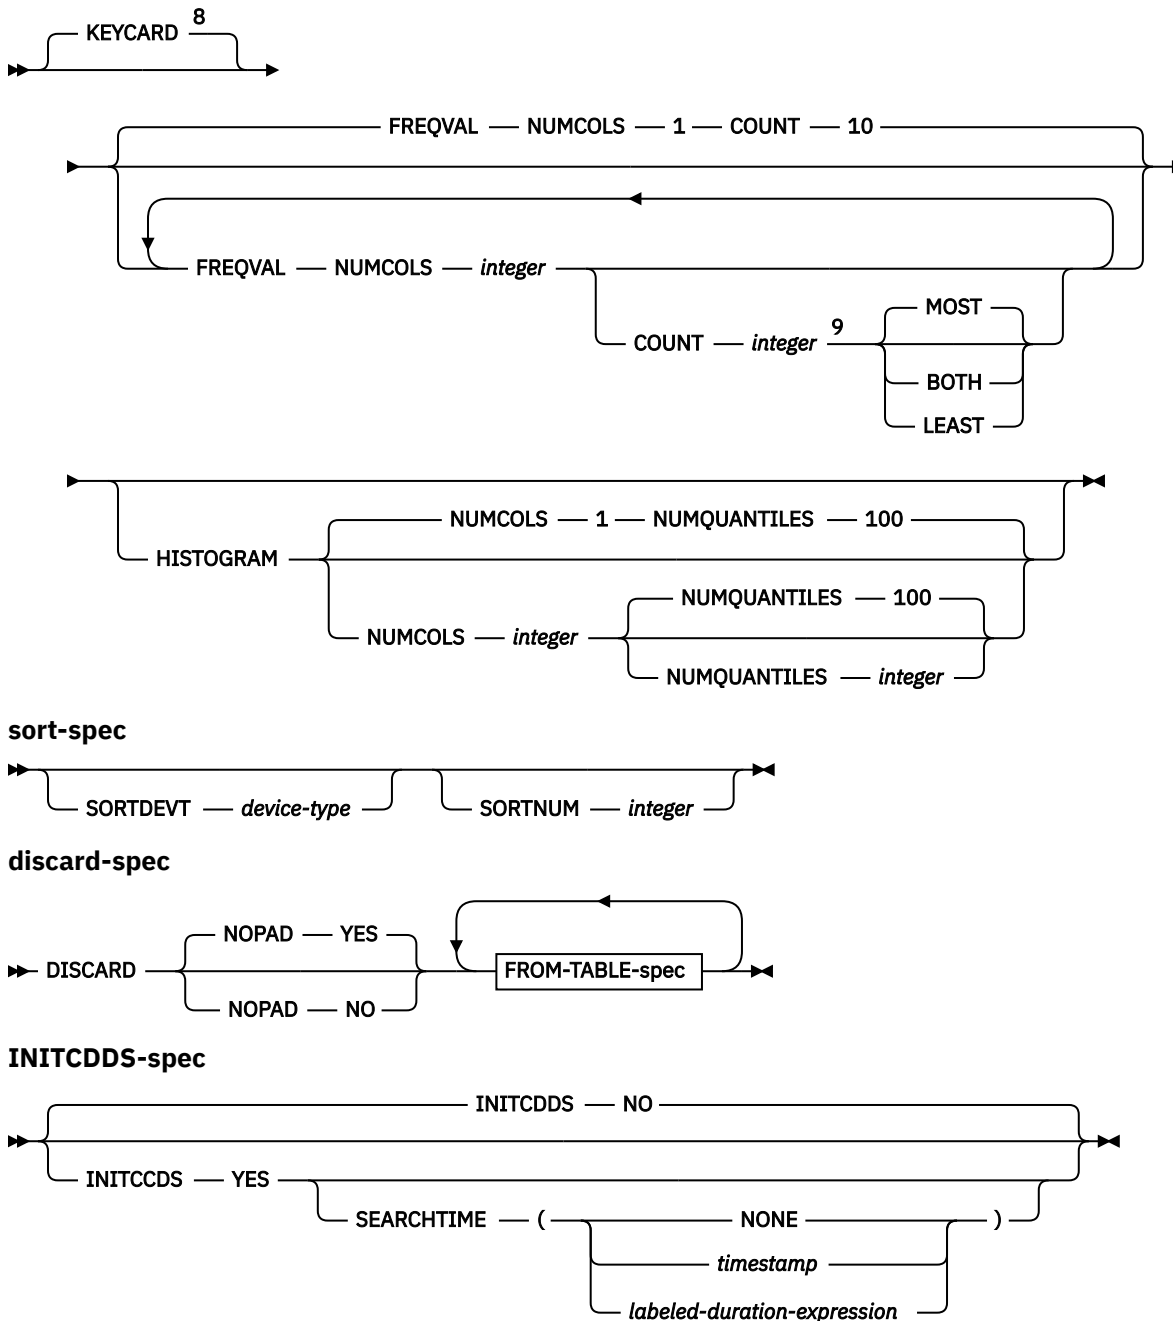 KEYCARD 8
FREQVAL NUMCOLS 1 COUNT 10
FREQVAL NUMCOLS integer
MOST
COUNT integer 9
BOTH
LEAST
NUMCOLS 1 NUMQUANTILES 100
HISTOGRAM
NUMQUANTILES 100
NUMCOLS integer
NUMQUANTILES integer
sort-spec
SORTDEVT device-type SORTNUM integer
discard-spec
NOPAD YES
DISCARD FROM-TABLE-spec
NOPAD NO
INITCDDS-spec
INITCDDS NO
INITCCDS YES
SEARCHTIME ( NONE )
timestamp
labeled-duration-expression